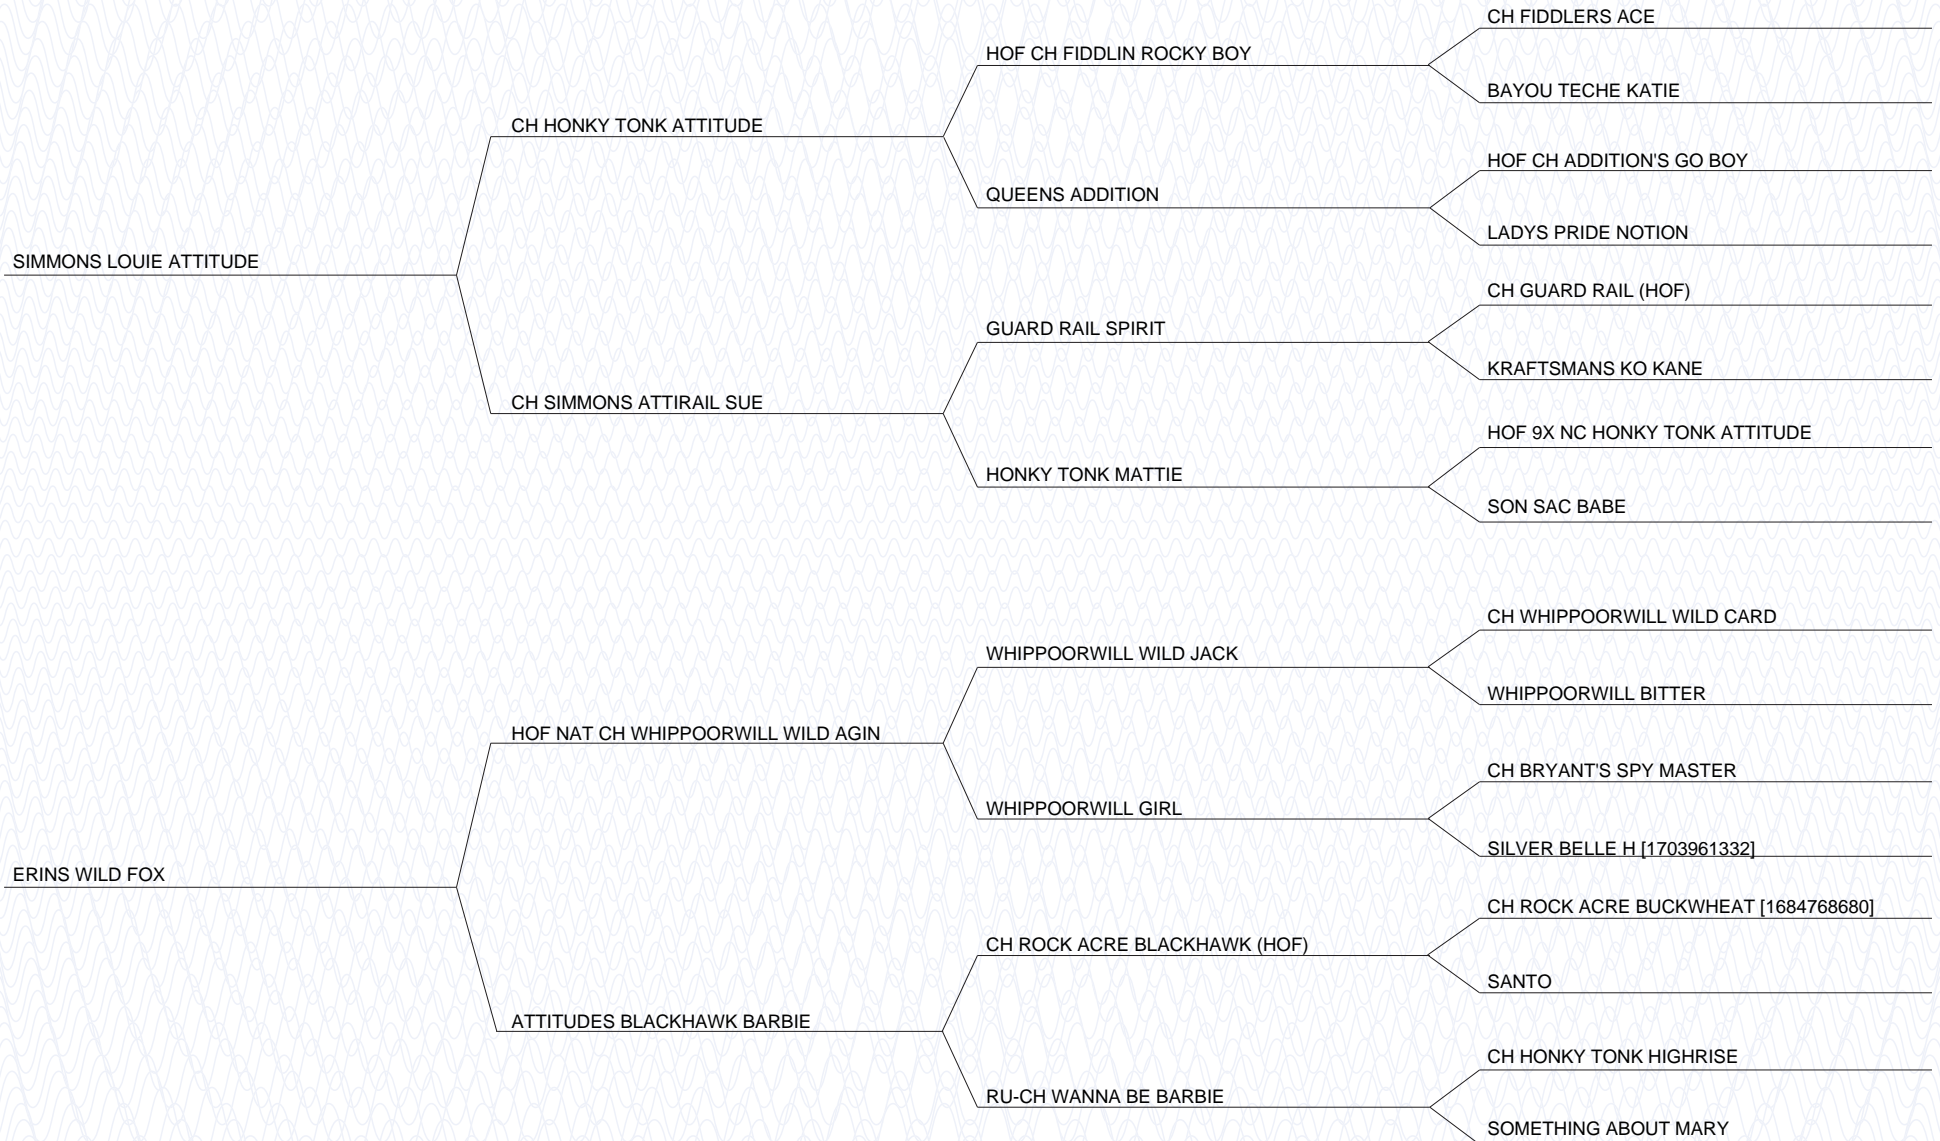 CH FIDDLERS ACE
HOF CH FIDDLIN ROCKY BOY
BAYOU TECHE KATIE
CH HONKY TONK ATTITUDE
HOF CH ADDITION'S GO BOY
QUEENS ADDITION
LADYS PRIDE NOTION
SIMMONS LOUIE ATTITUDE
CH GUARD RAIL (HOF)
GUARD RAIL SPIRIT
KRAFTSMANS KO KANE
CH SIMMONS ATTIRAIL SUE
HOF 9X NC HONKY TONK ATTITUDE
HONKY TONK MATTIE
SON SAC BABE
CH WHIPPOORWILL WILD CARD
WHIPPOORWILL WILD JACK
WHIPPOORWILL BITTER
HOF NAT CH WHIPPOORWILL WILD AGIN
CH BRYANT'S SPY MASTER
WHIPPOORWILL GIRL
SILVER BELLE H [1703961332]
ERINS WILD FOX
CH ROCK ACRE BUCKWHEAT [1684768680]
CH ROCK ACRE BLACKHAWK (HOF)
SANTO
ATTITUDES BLACKHAWK BARBIE
CH HONKY TONK HIGHRISE
RU-CH WANNA BE BARBIE
SOMETHING ABOUT MARY